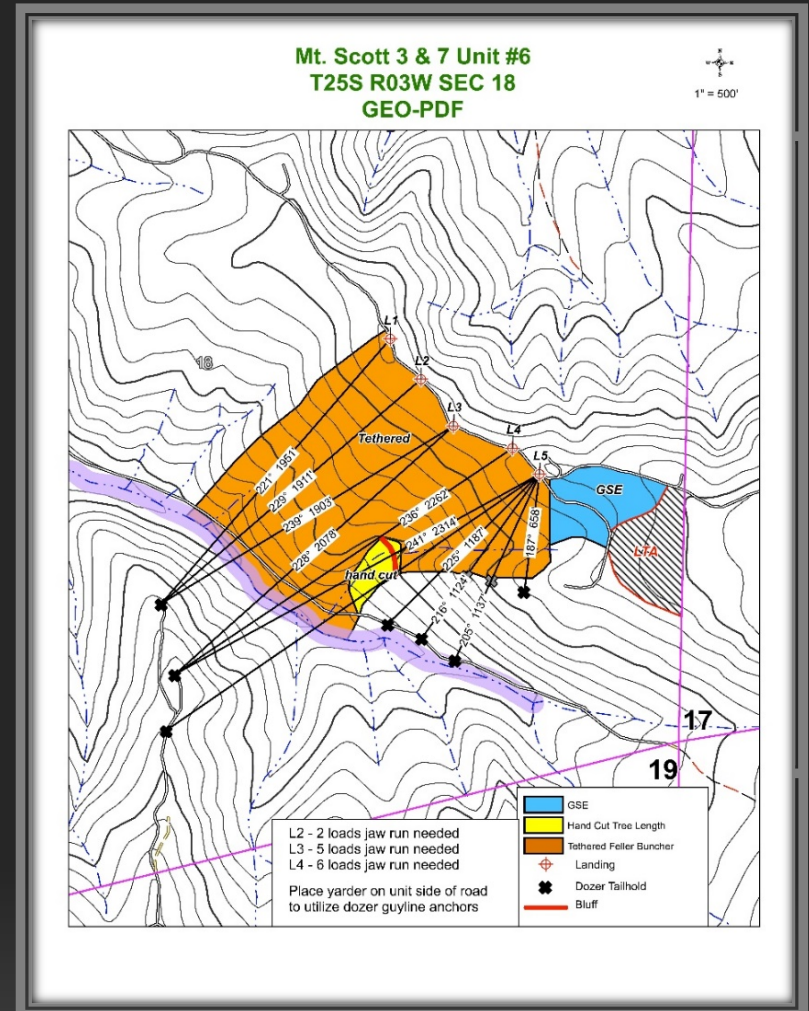 Mt. Scott 3 & 7 Unit #6
T25S R03W SEC 18
GEO-PDF
1" = 500'
18
L1
L2
L3
L4
L5
Tethered
GSE
LTA
hand cut
221° 1951'
229° 1911'
239° 1903'
228° 2078'
236° 2262'
241° 2314'
225° 1187'
216° 1124'
205° 1137'
187° 658'
17
19
L2 - 2 loads jaw run needed
L3 - 5 loads jaw run needed
L4 - 6 loads jaw run needed
Place yarder on unit side of road
to utilize dozer guyline anchors
GSE
Hand Cut Tree Length
Tethered Feller Buncher
Landing
Dozer Tailhold
Bluff